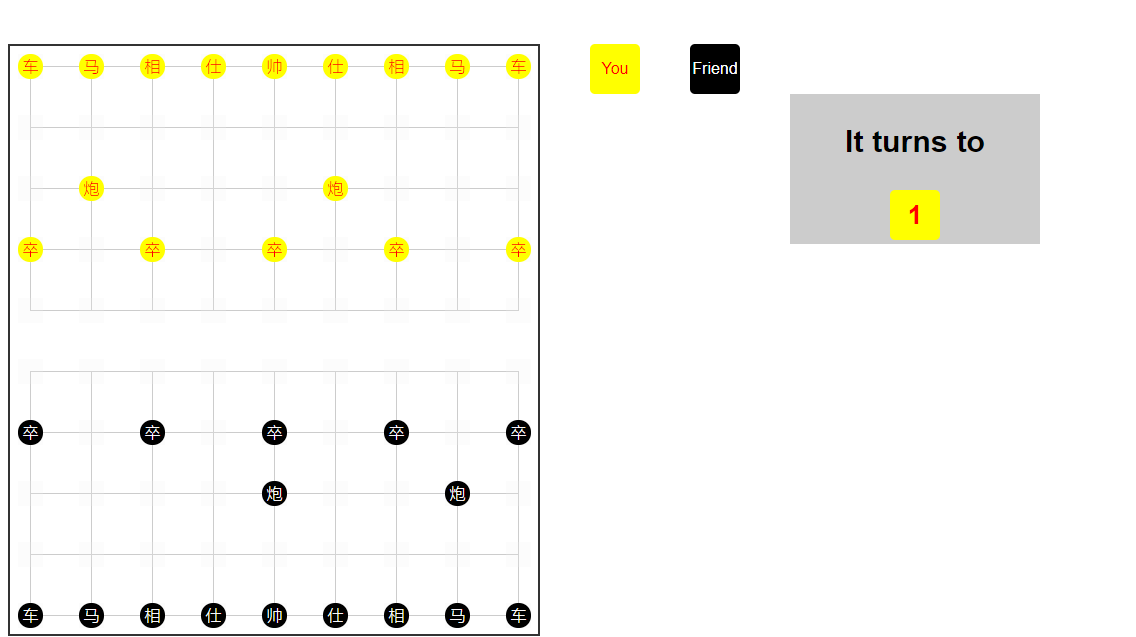 车 马 相 仕 帅 仕 相 马 车
炮 炮
卒 卒 卒 卒 卒
卒 卒 卒 卒 卒
炮 炮
车 马 相 仕 帅 仕 相 马 车
You
Friend
It turns to
1